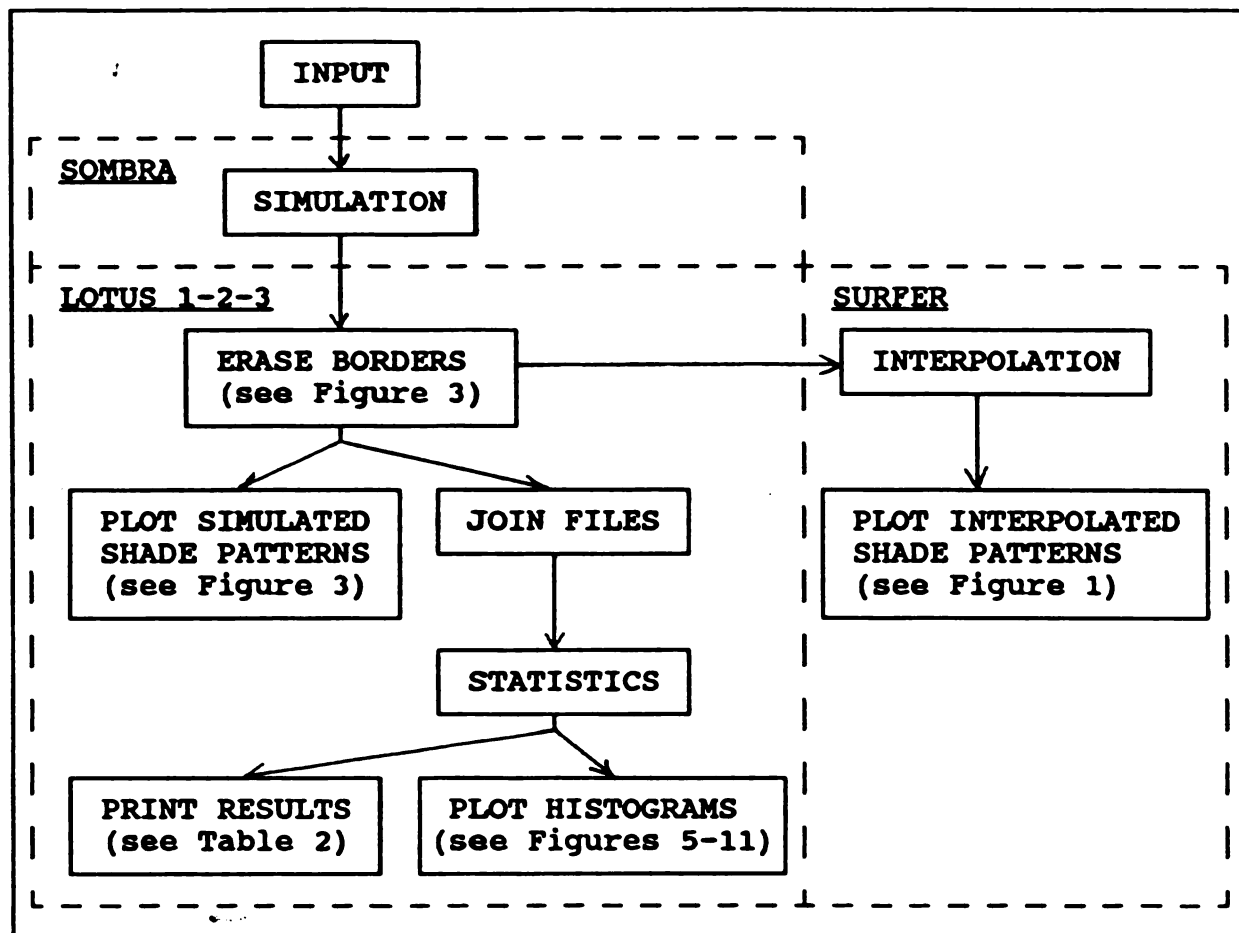 INPUT
SOMBRA
SIMULATION
LOTUS 1-2-3
SURFER
ERASE BORDERS
(see Figure 3)
INTERPOLATION
PLOT SIMULATED
SHADE PATTERNS
(see Figure 3)
JOIN FILES
PLOT INTERPOLATED
SHADE PATTERNS
(see Figure 1)
STATISTICS
PRINT RESULTS
(see Table 2)
PLOT HISTOGRAMS
(see Figures 5-11)